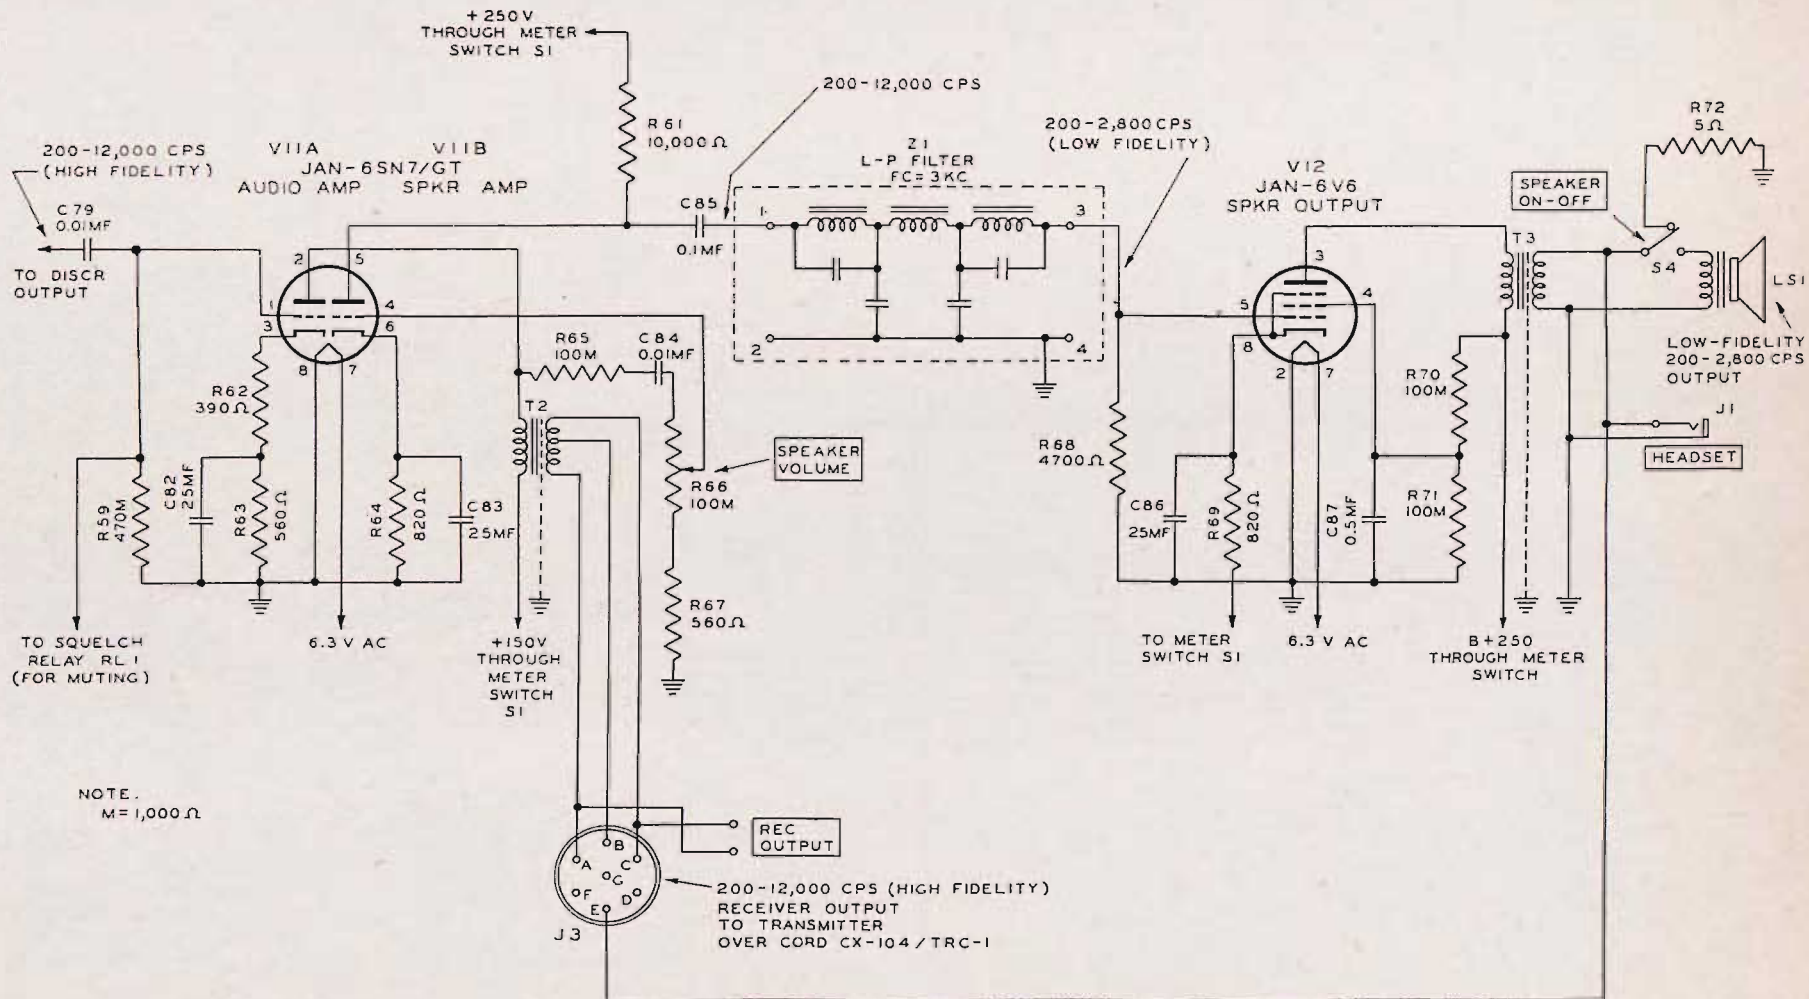 +250V
THROUGH METER
SWITCH S1
200-12,000 CPS
R61
10,000Ω
200-12,000 CPS
(HIGH FIDELITY)
V11A V11B
JAN-6SN7/GT
AUDIO AMP SPKR AMP
C79
0.01MF
TO DISCR
OUTPUT
C85
0.1MF
Z1
L-P FILTER
FC=3KC
1
3
2
4
200-2,800CPS
(LOW FIDELITY)
V12
JAN-6V6
SPKR OUTPUT
R72
5Ω
SPEAKER
ON-OFF
S4
T3
LS1
LOW-FIDELITY
200-2,800 CPS
OUTPUT
J1
HEADSET
2
5
1
4
3
6
8
7
3
5
4
8
2
7
R65
100M
C84
0.01MF
R62
390Ω
T2
SPEAKER
VOLUME
R66
100M
R59
470M
C82
25MF
R63
560Ω
R64
820Ω
C83
25MF
R67
560Ω
R68
4700Ω
C86
25MF
R69
820Ω
C87
0.5MF
R70
100M
R71
100M
TO SQUELCH
RELAY RL1
(FOR MUTING)
6.3 V AC
+150V
THROUGH
METER
SWITCH
S1
TO METER
SWITCH S1
6.3 V AC
B+250
THROUGH METER
SWITCH
NOTE.
M=1,000Ω
REC
OUTPUT
A
B
C
G
F
D
E
J3
200-12,000 CPS (HIGH FIDELITY)
RECEIVER OUTPUT
TO TRANSMITTER
OVER CORD CX-104/TRC-1